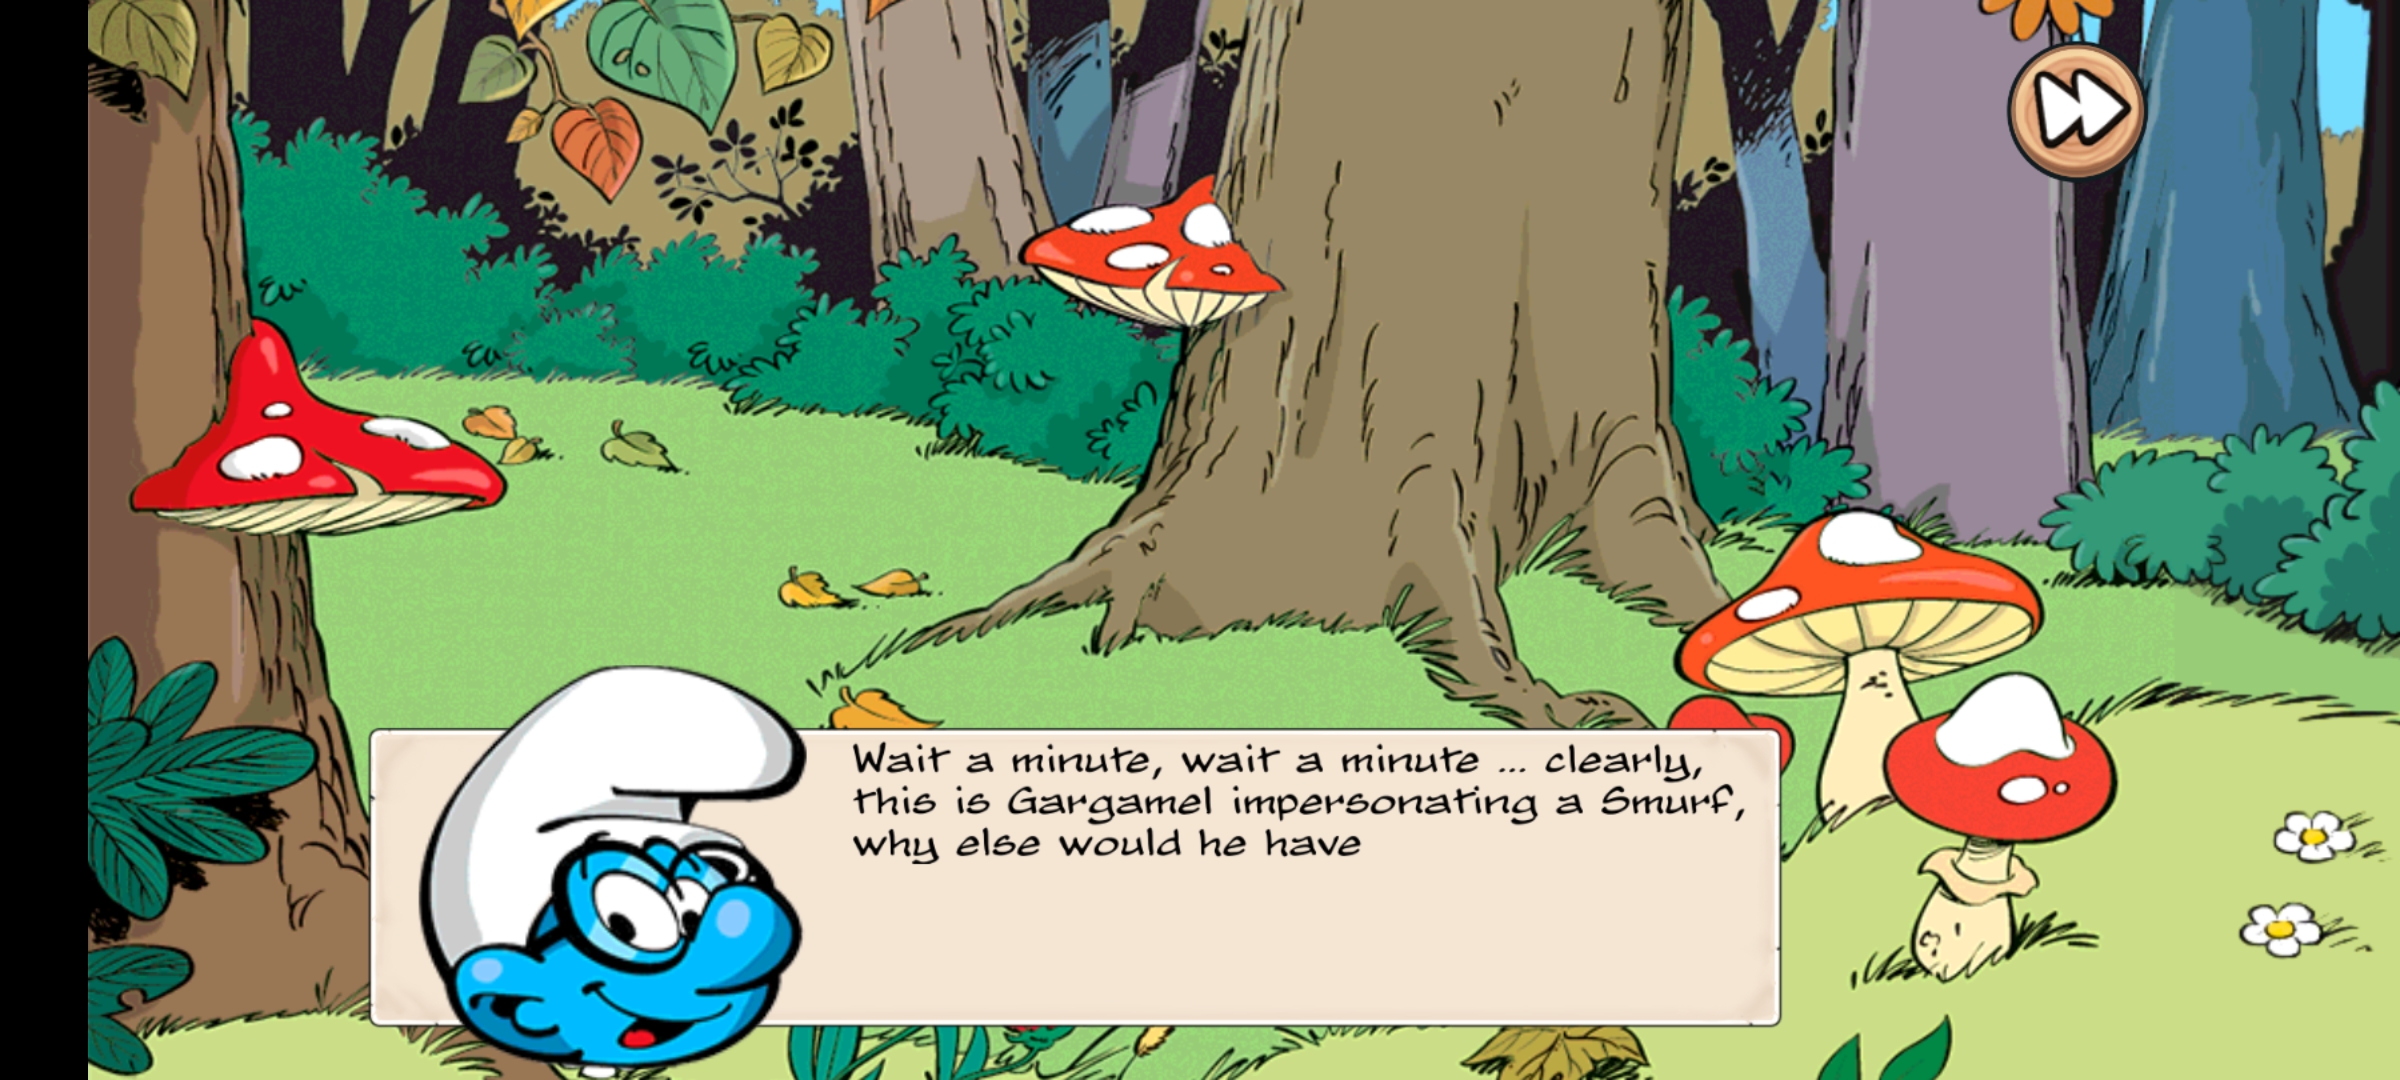 Wait a minute, wait a minute ... clearly,
this is Gargamel impersonating a Smurf,
why else would he have